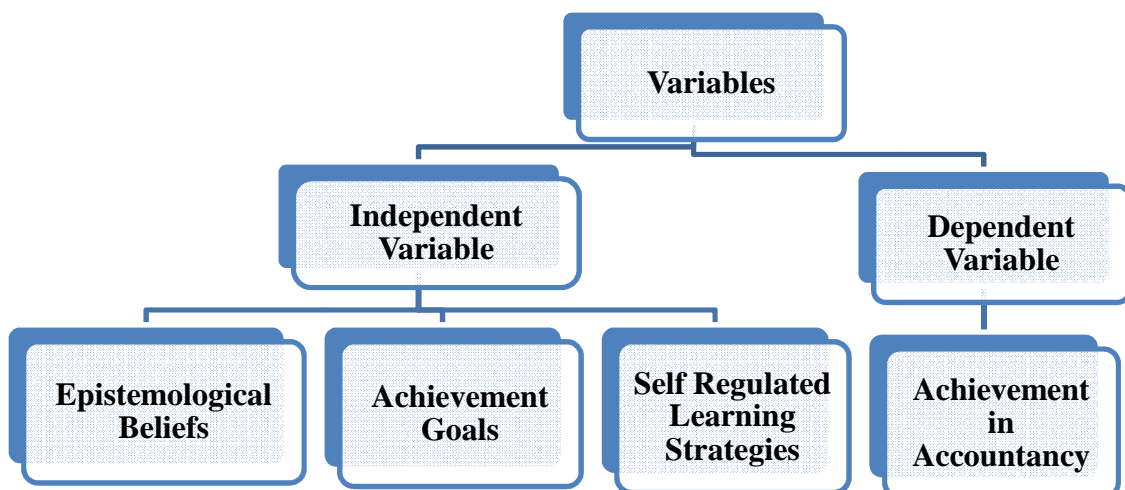 Variables
Independent
Variable
Dependent
Variable
Epistemological
Beliefs
Achievement
Goals
Self Regulated
Learning
Strategies
Achievement
in
Accountancy